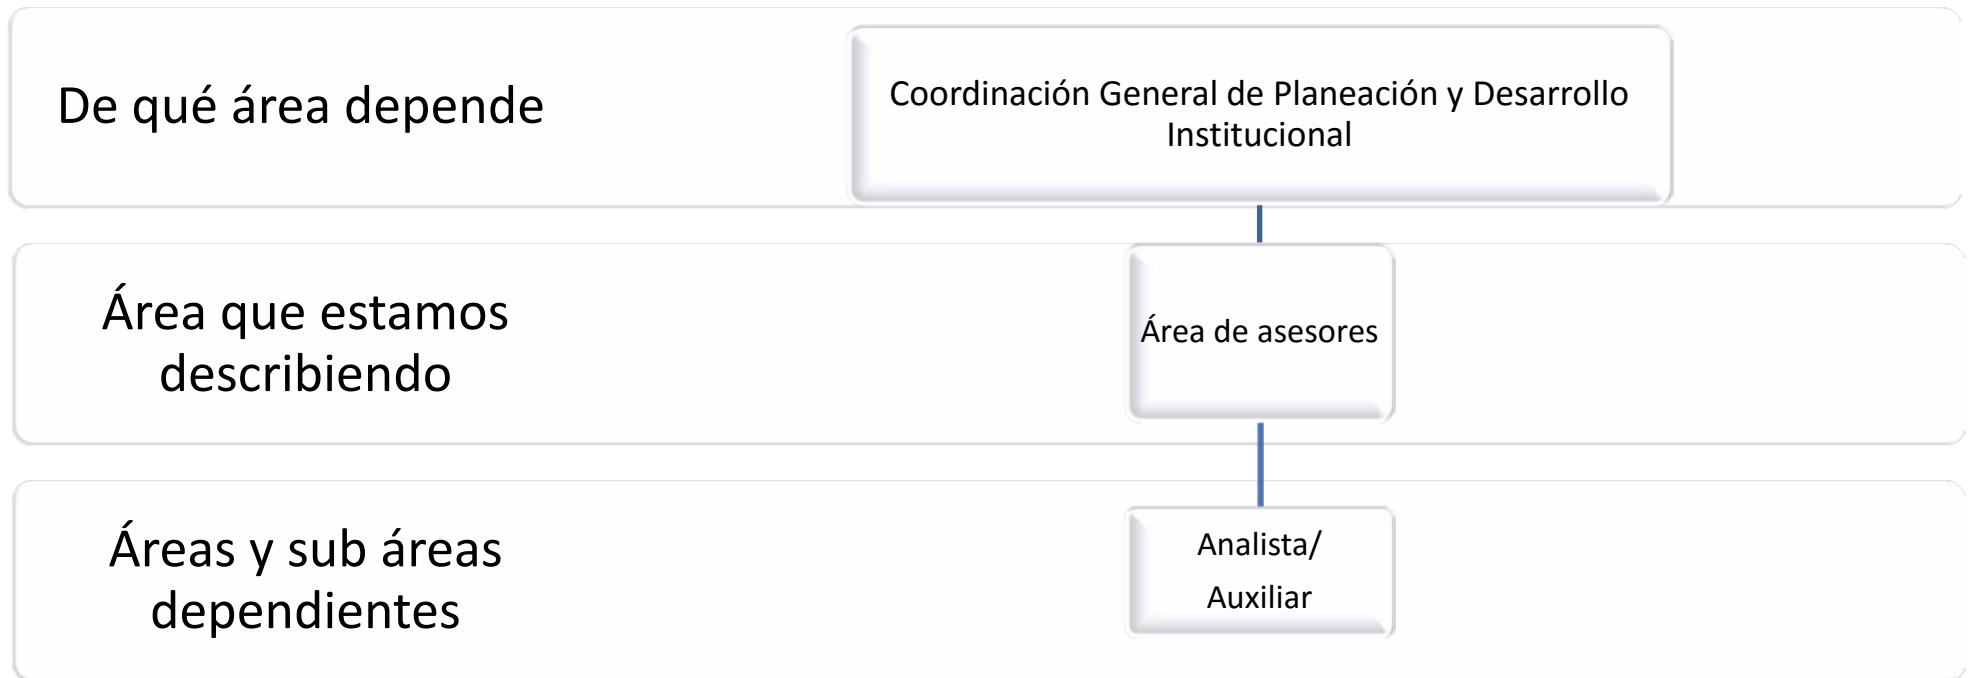 De qué área depende
Coordinación General de Planeación y Desarrollo
Institucional
Área que estamos
describiendo
Área de asesores
Áreas y sub áreas
dependientes
Analista/
Auxiliar